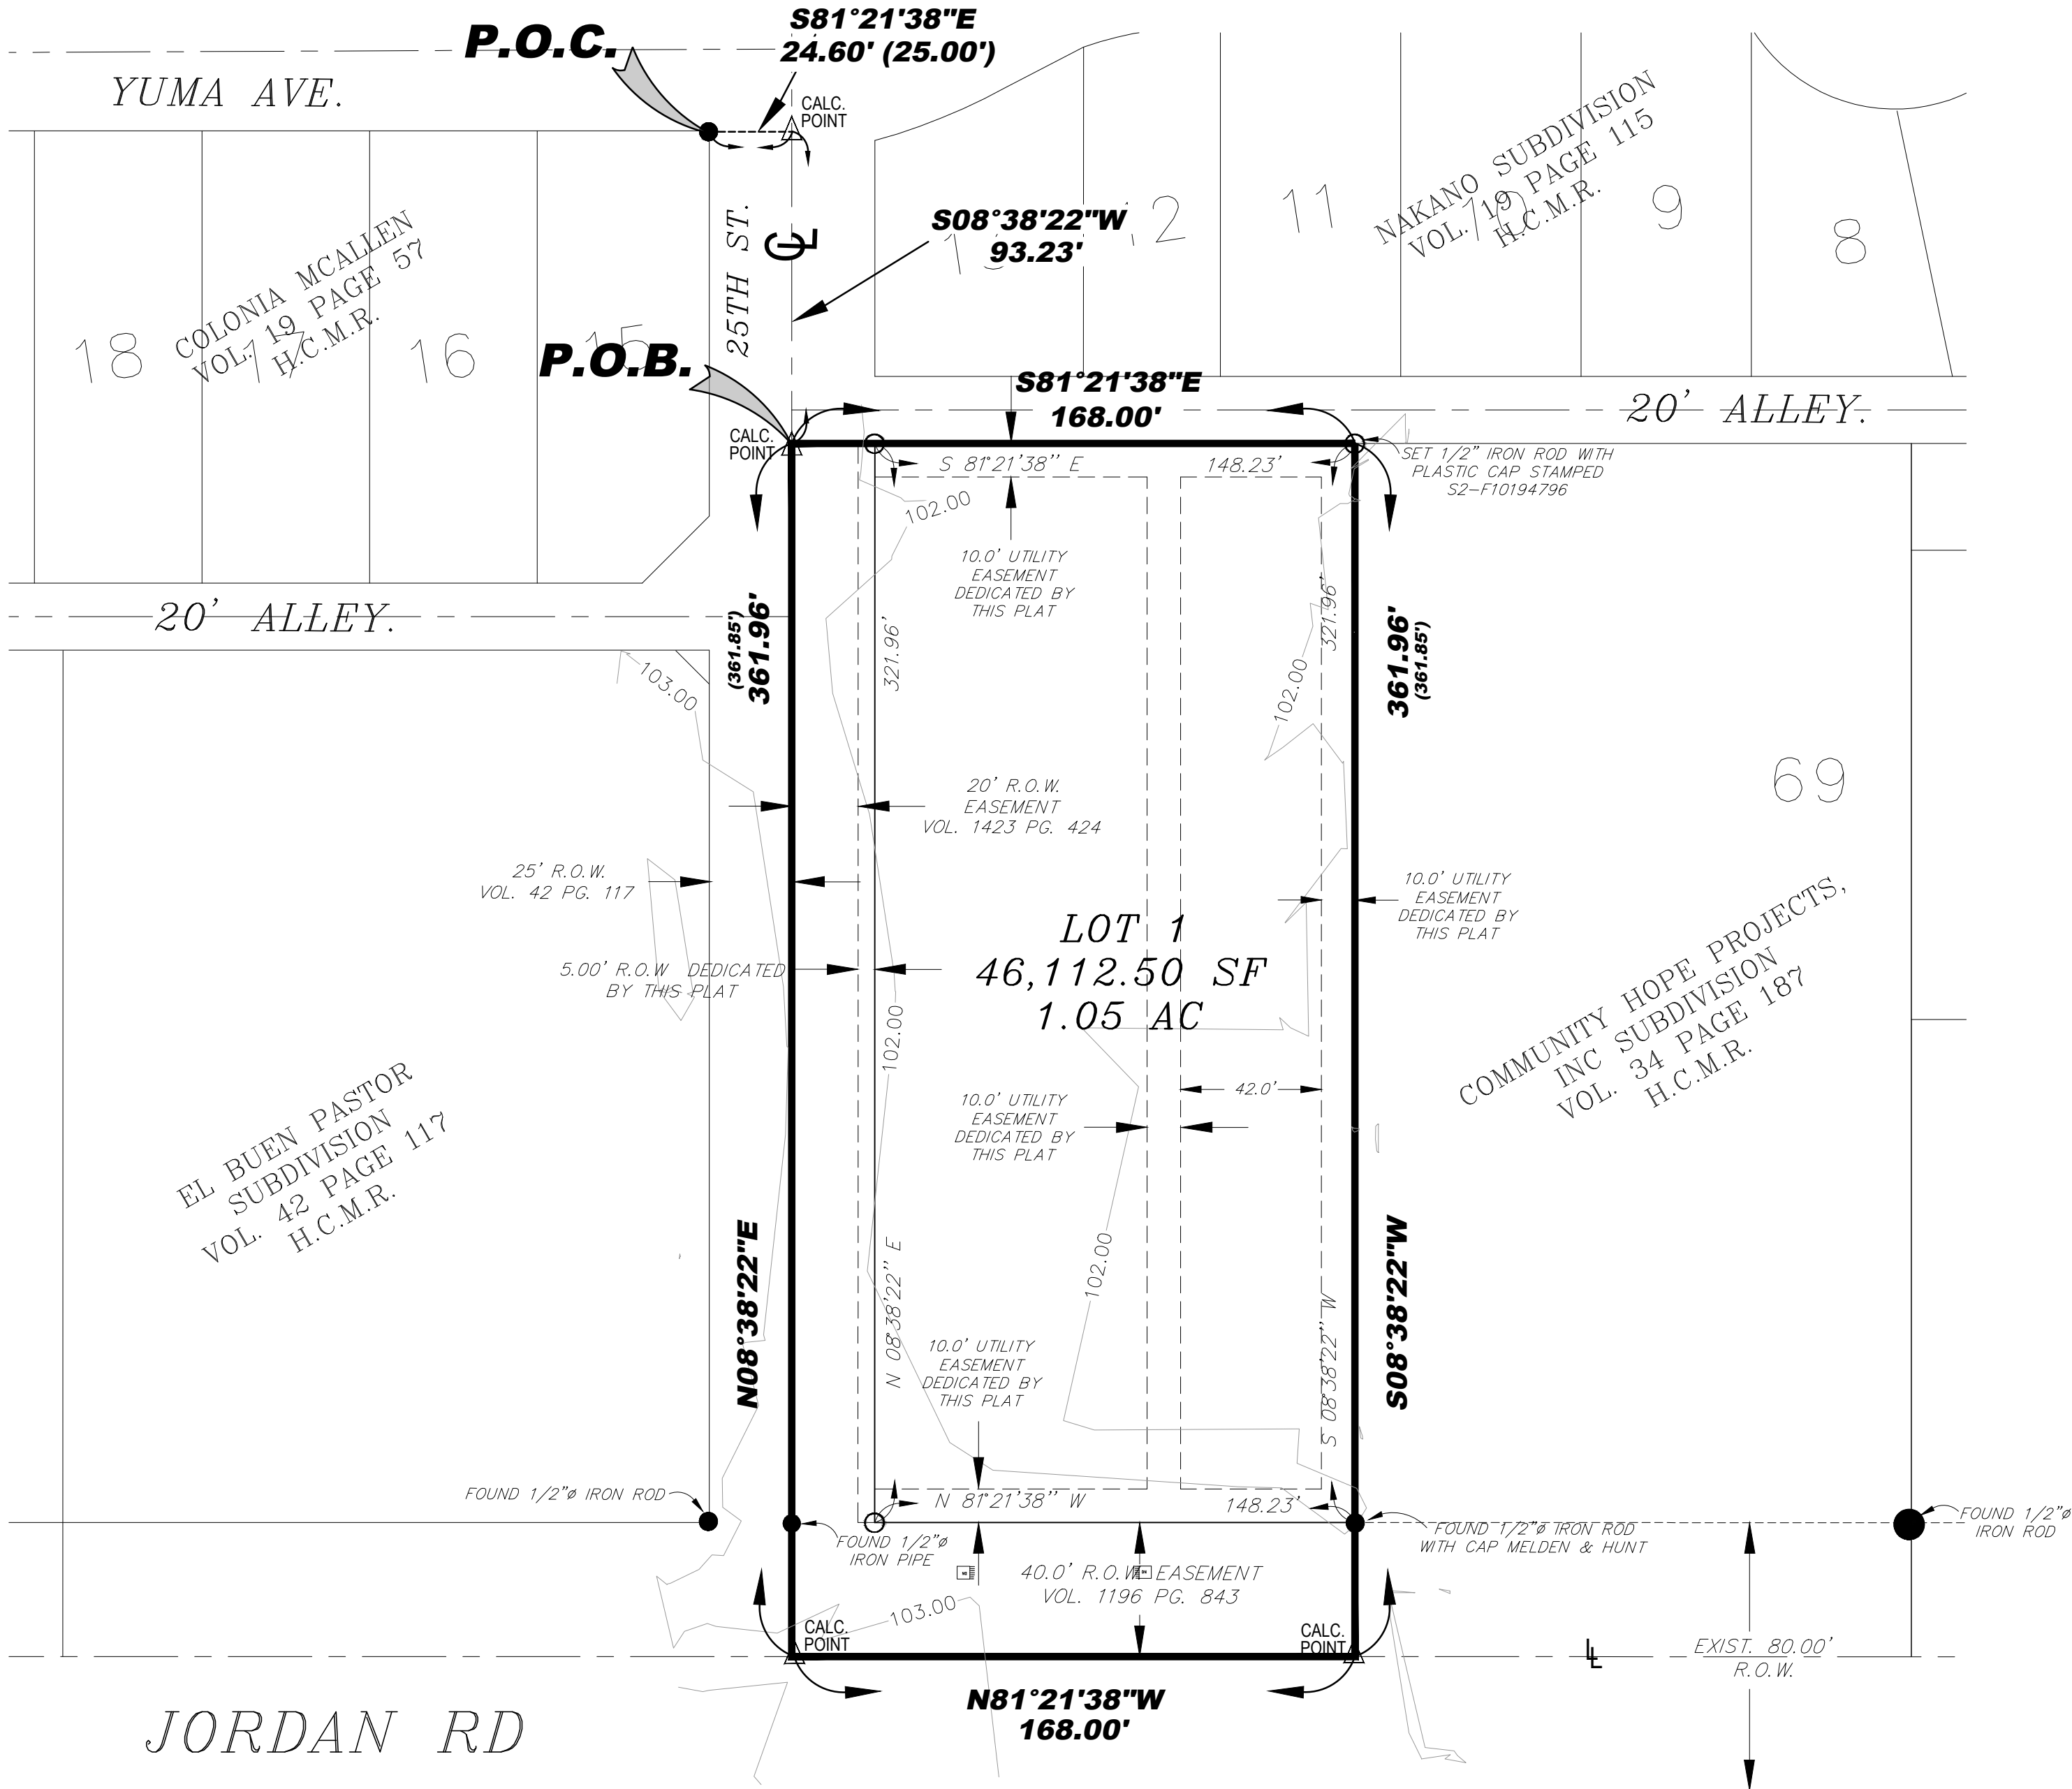 P.O.C.
S81°21'38"E
24.60' (25.00')
YUMA AVE.
CALC.
POINT
25TH ST.
S08°38'22"W
93.23'
COLONIA MCALLEN
VOL. 19 PAGE 57
H.C.M.R.
18
17
16
15
12
11
10
9
8
NAKANO SUBDIVISION
VOL. 19 PAGE 115
H.C.M.R.
P.O.B.
S81°21'38"E
168.00'
20' ALLEY.
CALC.
POINT
S 81°21'38'' E
148.23'
SET 1/2" IRON ROD WITH
PLASTIC CAP STAMPED
S2-F10194796
102.00
10.0' UTILITY
EASEMENT
DEDICATED BY
THIS PLAT
20' ALLEY.
(361.85')
361.96'
321.96'
321.96'
361.96'
(361.85')
103.00
102.00
20' R.O.W.
EASEMENT
VOL. 1423 PG. 424
69
25' R.O.W.
VOL. 42 PG. 117
10.0' UTILITY
EASEMENT
DEDICATED BY
THIS PLAT
LOT 1
46,112.50 SF
1.05 AC
5.00' R.O.W DEDICATED
BY THIS PLAT
102.00
COMMUNITY HOPE PROJECTS,
INC SUBDIVISION
VOL. 34 PAGE 187
H.C.M.R.
42.0'
10.0' UTILITY
EASEMENT
DEDICATED BY
THIS PLAT
EL BUEN PASTOR
SUBDIVISION
VOL. 42 PAGE 117
H.C.M.R.
102.00
N08°38'22"E
N 08°38'22'' E
S 08°38'22'' W
S08°38'22"W
10.0' UTILITY
EASEMENT
DEDICATED BY
THIS PLAT
FOUND 1/2"ø IRON ROD
N 81°21'38'' W
148.23'
FOUND 1/2"ø
IRON PIPE
FOUND 1/2"ø IRON ROD
WITH CAP MELDEN & HUNT
FOUND 1/2"ø
IRON ROD
40.0' R.O.W. EASEMENT
VOL. 1196 PG. 843
103.00
CALC.
POINT
CALC.
POINT
EXIST. 80.00'
R.O.W.
N81°21'38"W
168.00'
JORDAN RD